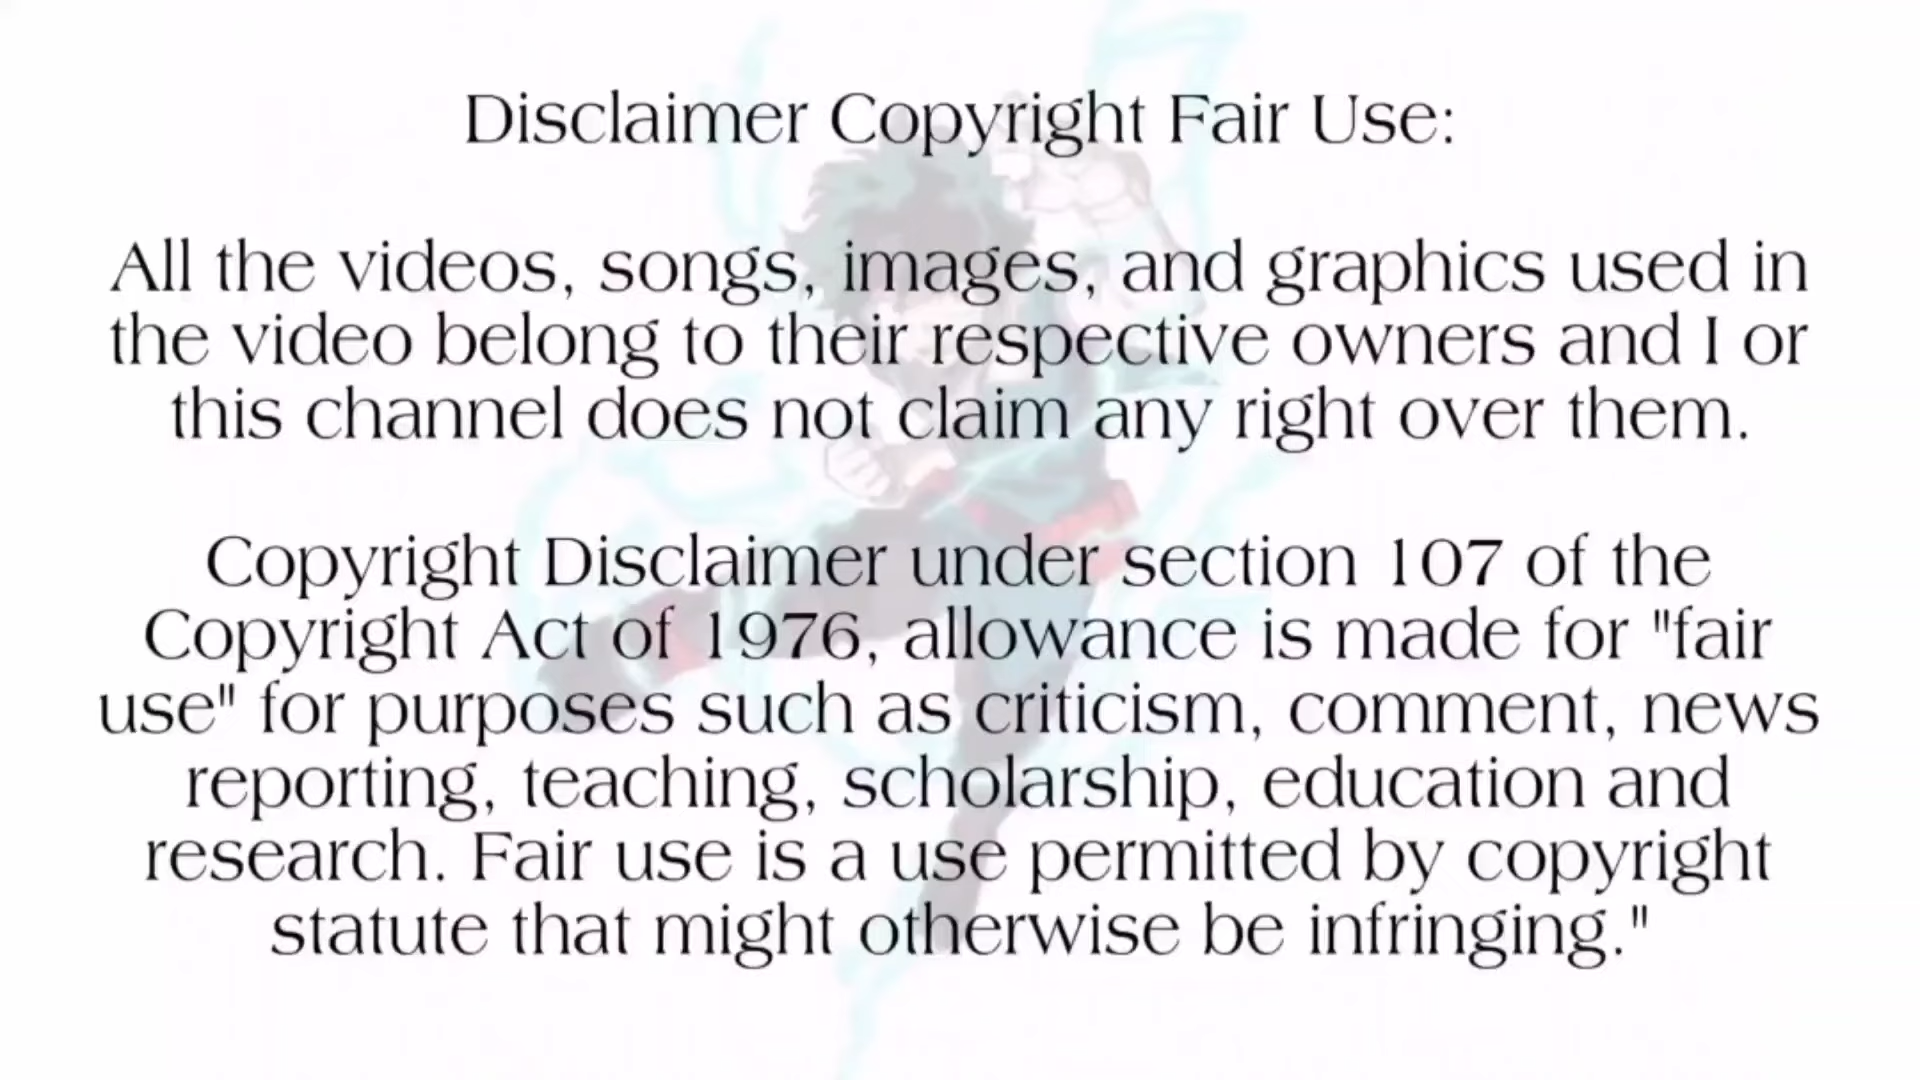 Disclaimer Copyright Fair Use:
All the videos, songs, images, and graphics used in
the video belong to their respective owners and I or
this channel does not claim any right over them.
Copyright Disclaimer under section 107 of the
Copyright Act of 1976, allowance is made for "fair
use" for purposes such as criticism, comment, news
reporting, teaching, scholarship, education and
research. Fair use is a use permitted by copyright
statute that might otherwise be infringing."